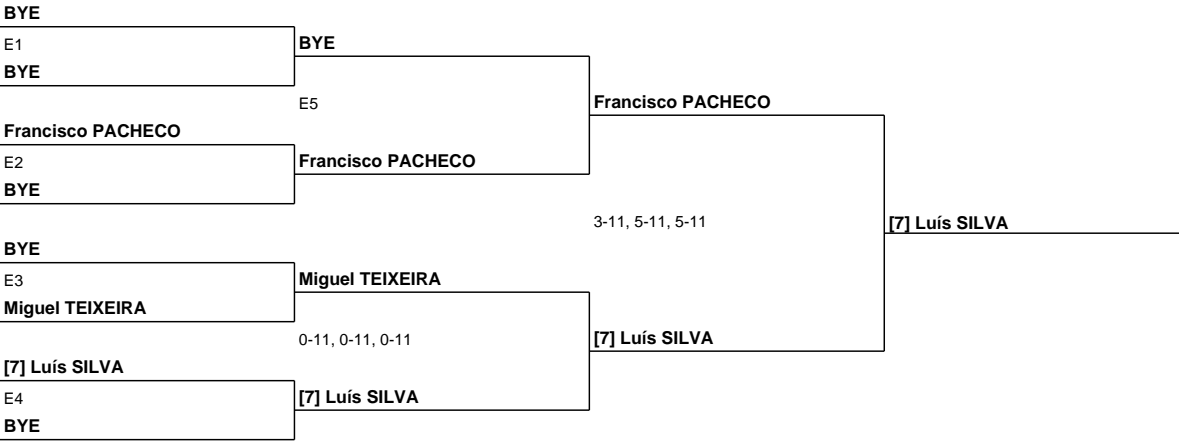 BYE
E1
BYE
BYE
E5
Francisco PACHECO
Francisco PACHECO
E2
Francisco PACHECO
BYE
3-11, 5-11, 5-11
[7] Luís SILVA
BYE
E3
Miguel TEIXEIRA
Miguel TEIXEIRA
0-11, 0-11, 0-11
[7] Luís SILVA
[7] Luís SILVA
E4
[7] Luís SILVA
BYE